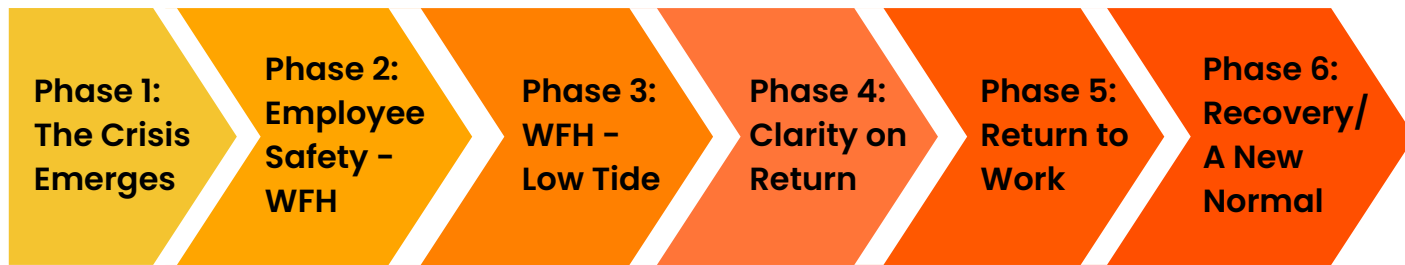 Phase 1:
The Crisis
Emerges
Phase 2:
Employee
Safety -
WFH
Phase 3:
WFH -
Low Tide
Phase 4:
Clarity on
Return
Phase 5:
Return to
Work
Phase 6:
Recovery/
A New
Normal